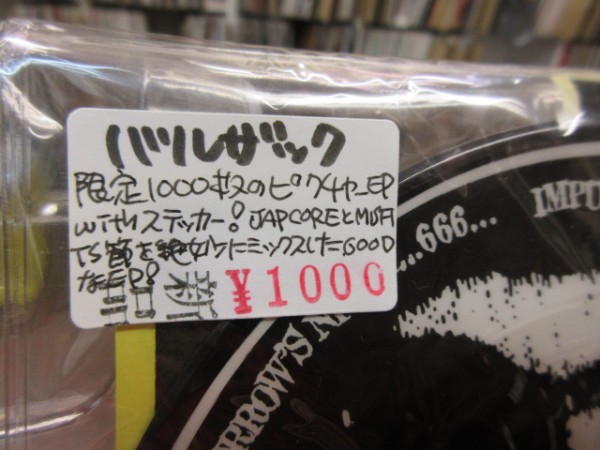 バルザック
限定1000枚のピクチャーEP
withステッカー!JAPCOREとMISFI
TS節を絶妙にミックスしたGOOD
なEP!
¥1000
...666...
IMPU
RROW'S N